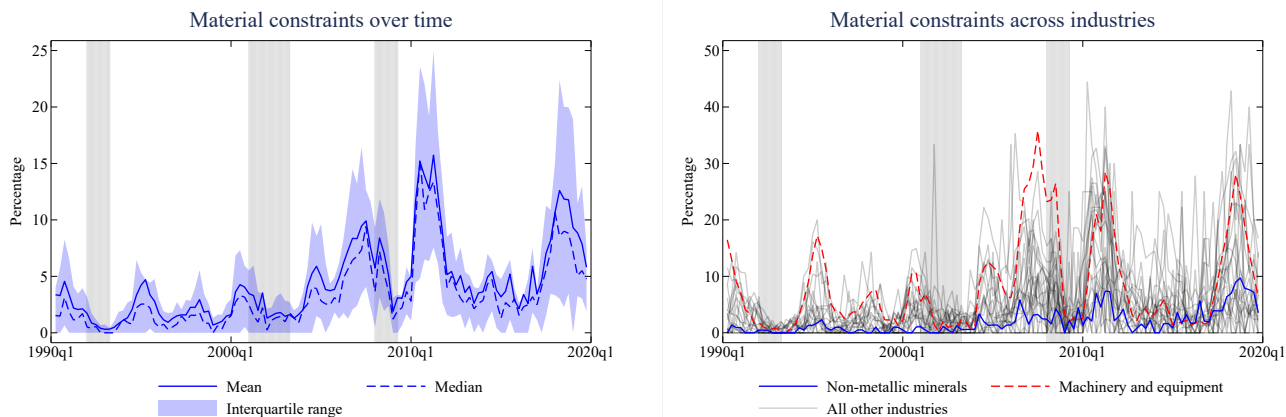 Material constraints over time
Percentage
25
20
15
10
5
0
1990q1
2000q1
2010q1
2020q1
Mean
Median
Interquartile range
Material constraints across industries
Percentage
50
40
30
20
10
0
1990q1
2000q1
2010q1
2020q1
Non-metallic minerals
Machinery and equipment
All other industries